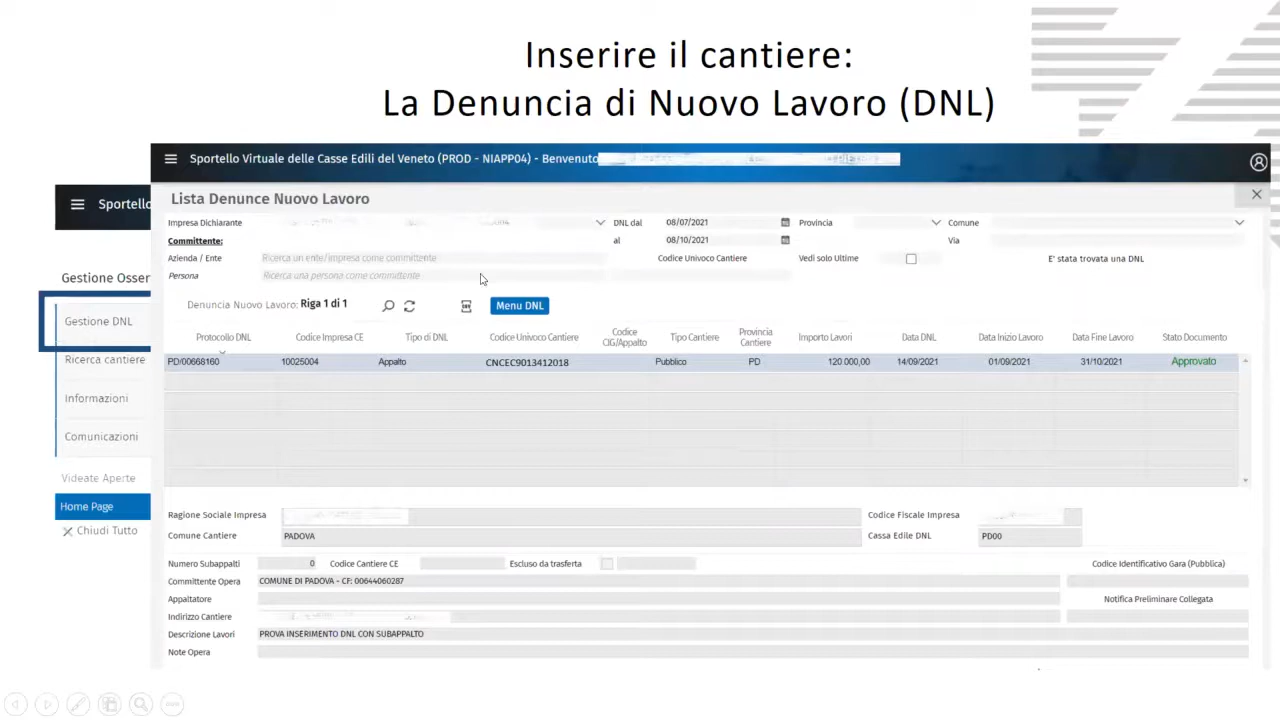 Inserire il cantiere:
La Denuncia di Nuovo Lavoro (DNL)
Sportello Virtuale delle Casse Edili del Veneto (PROD - NIAPP04) - Benvenuto
Sportello
Lista Denunce Nuovo Lavoro
Impresa Dichiarante DNL dal 08/07/2021 Provincia Comune
Committente: al 08/10/2021 Via
Azienda / Ente Ricerca un ente/impresa come committente Codice Univoco Cantiere Vedi solo Ultime E' stata trovata una DNL
Persona Ricerca una persona come committente
Gestione Osser
Gestione DNL
Ricerca cantiere
Informazioni
Comunicazioni
Videate Aperte
Home Page
Chiudi Tutto
Denuncia Nuovo Lavoro: Riga 1 di 1 Menu DNL
Protocollo DNL Codice Impresa CE Tipo di DNL Codice Univoco Cantiere Codice CIG/Appalto Tipo Cantiere Provincia Cantiere Importo Lavori Data DNL Data Inizio Lavoro Data Fine Lavoro Stato Documento
PD/00668160 10025004 Appalto CNCEC9013412018 Pubblico PD 120.000,00 14/09/2021 01/09/2021 31/10/2021 Approvato
Ragione Sociale Impresa Codice Fiscale Impresa
Comune Cantiere PADOVA Cassa Edile DNL PD00
Numero Subappalti 0 Codice Cantiere CE Escluso da trasferta Codice Identificativo Gara (Pubblica)
Committente Opera COMUNE DI PADOVA - CF: 00644060287
Appaltatore Notifica Preliminare Collegata
Indirizzo Cantiere
Descrizione Lavori PROVA INSERIMENTO DNL CON SUBAPPALTO
Note Opera